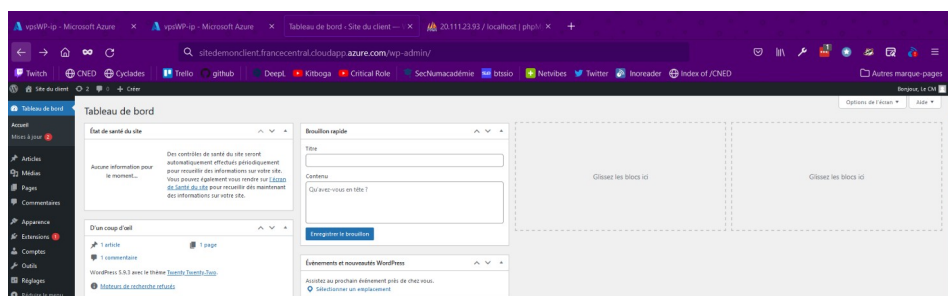 vpsWP-ip - Microsoft Azure
vpsWP-ip - Microsoft Azure
Tableau de bord ‹ Site du client —
20.111.23.93 / localhost | phpM
sitedemonclient.francecentral.cloudapp.azure.com/wp-admin/
Twitch CNED Cyclades Trello github DeepL Kitboga Critical Role SecNumacadémie btssio Netvibes Twitter Inoreader Index of /CNED Autres marque-pages
Site du client 2 0 + Créer Bonjour, Le CM
Tableau de bord
Options de l'écran Aide
Tableau de bord
Accueil
Mises à jour 2
Articles
Médias
Pages
Commentaires
Apparence
Extensions 1
Comptes
Outils
Réglages
Réduire le menu
État de santé du site
Aucune information pour
le moment…
Des contrôles de santé du site seront
automatiquement effectués périodiquement
pour recueillir des informations sur votre site.
Vous pouvez également vous rendre sur l'écran
de Santé du site pour recueillir dès maintenant
des informations sur votre site.
D'un coup d'œil
1 article 1 page
1 commentaire
WordPress 5.9.3 avec le thème Twenty Twenty-Two.
Moteurs de recherche refusés
Brouillon rapide
Titre
Contenu
Qu'avez-vous en tête ?
Enregistrer le brouillon
Évènements et nouveautés WordPress
Assistez au prochain évènement près de chez vous.
Sélectionner un emplacement
Glissez les blocs ici
Glissez les blocs ici